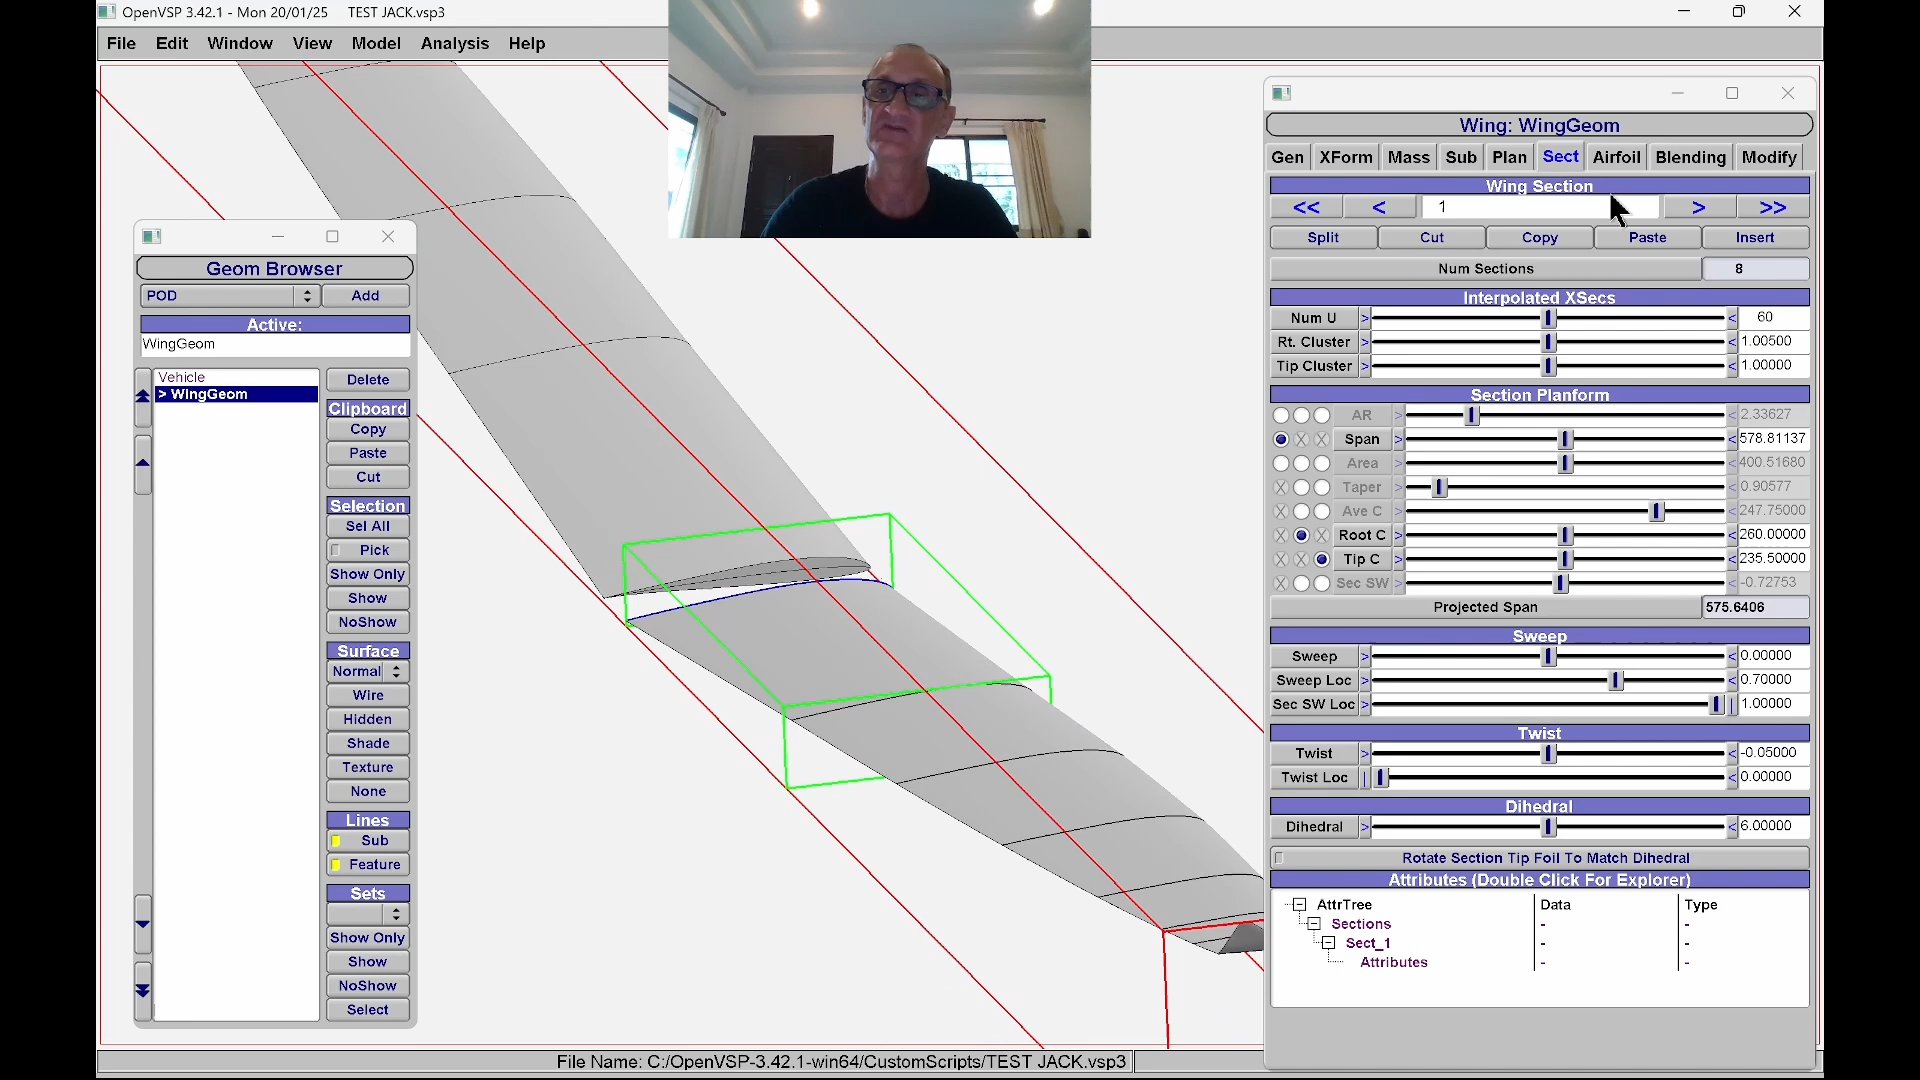 OpenVSP 3.42.1 - Mon 20/01/25 TEST JACK.vsp3
File Edit Window View Model Analysis Help
Geom Browser
POD Add
Active:
WingGeom
Vehicle
> WingGeom
Delete
Clipboard
Copy
Paste
Cut
Selection
Sel All
Pick
Show Only
Show
NoShow
Surface
Normal
Wire
Hidden
Shade
Texture
None
Lines
Sub
Feature
Sets
Show Only
Show
NoShow
Select
Wing: WingGeom
Gen XForm Mass Sub Plan Sect Airfoil Blending Modify
Wing Section
<< < 1 > >>
Split Cut Copy Paste Insert
Num Sections 8
Interpolated XSecs
Num U > < 60
Rt. Cluster > < 1.00500
Tip Cluster > < 1.00000
Section Planform
AR > < 2.33627
X X Span > < 578.81137
Area > < 400.51680
X Taper > < 0.90577
X Ave C > < 247.75000
X X Root C > < 260.00000
X X Tip C > < 235.50000
X Sec SW > < -0.72753
Projected Span 575.6406
Sweep
Sweep > < 0.00000
Sweep Loc > < 0.70000
Sec SW Loc > | 1.00000
Twist
Twist > < -0.05000
Twist Loc | < 0.00000
Dihedral
Dihedral > < 6.00000
Rotate Section Tip Foil To Match Dihedral
Attributes (Double Click For Explorer)
AttrTree Data Type
Sections - -
Sect_1 - -
Attributes - -
File Name: C:/OpenVSP-3.42.1-win64/CustomScripts/TEST JACK.vsp3